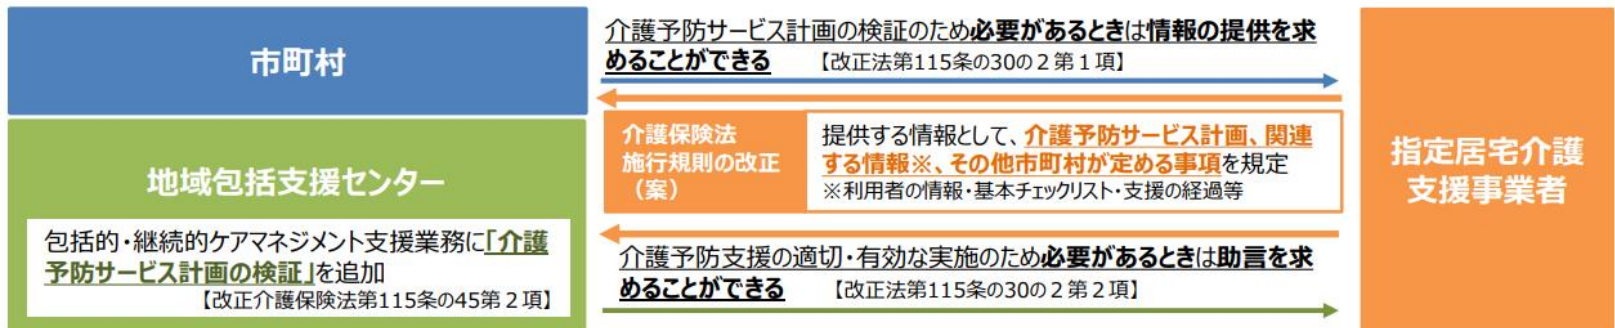 市町村
地域包括支援センター
包括的・継続的ケアマネジメント支援業務に「介護
予防サービス計画の検証」を追加
【改正介護保険法第115条の45第２項】
介護予防サービス計画の検証のため必要があるときは情報の提供を求
めることができる　【改正法第115条の30の２第１項】
介護保険法
施行規則の改正
（案）
提供する情報として、介護予防サービス計画、関連
する情報※、その他市町村が定める事項を規定
※利用者の情報・基本チェックリスト・支援の経過等
介護予防支援の適切・有効な実施のため必要があるときは助言を求
めることができる　【改正法第115条の30の２第２項】
指定居宅介護
支援事業者